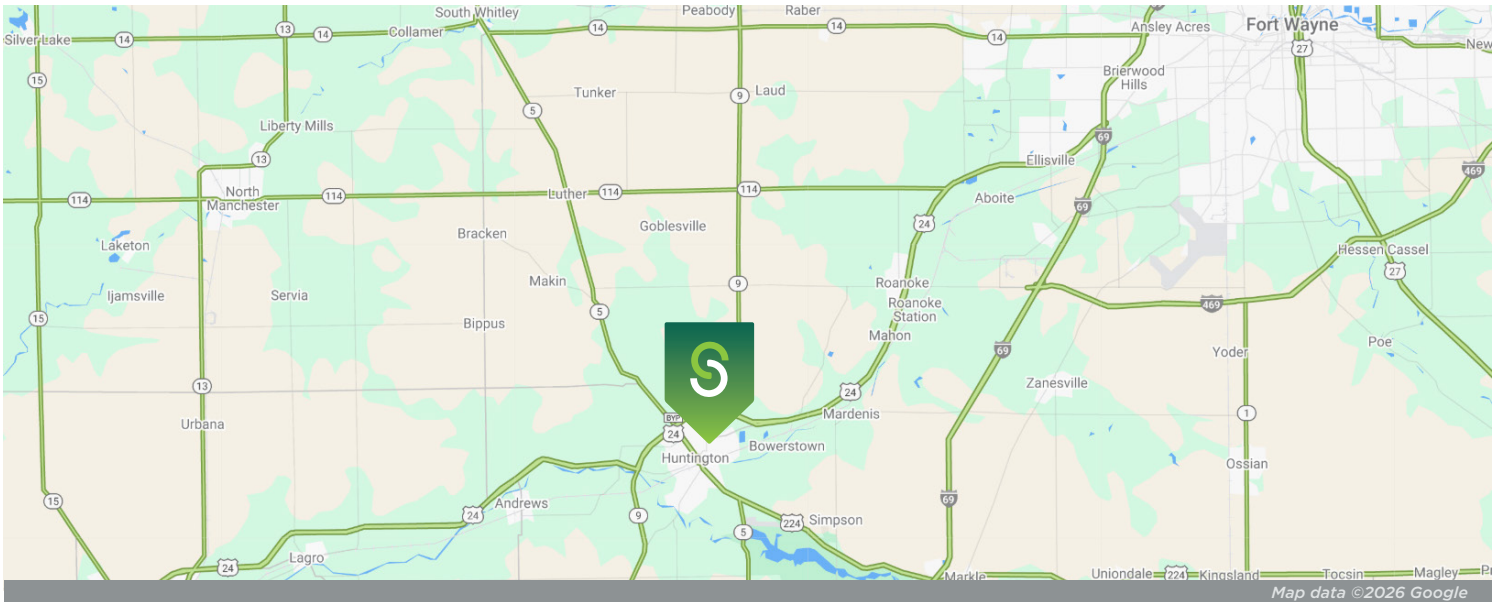 South Whitley
Peabody
Raber
14
13
14
Silver Lake
14
Collamer
14
14
Ansley Acres
Fort Wayne
27
New
15
Tunker
9
Laud
Brierwood
Hills
5
Liberty Mills
69
13
Ellisville
469
114
North
Manchester
114
Luther
114
114
Aboite
69
24
Bracken
Goblesville
Laketon
Hessen Cassel
27
Makin
9
Roanoke
Ijamsville
Servia
Roanoke
Station
469
15
5
Bippus
Mahon
Poe
69
Yoder
S
13
24
Zanesville
Mardenis
1
BYP
24
Urbana
Huntington
Bowerstown
Ossian
15
Andrews
69
24
9
224
Simpson
5
Lagro
24
Markle
Uniondale
224
Kingsland
Tocsin
Magley
Map data ©2026 Google